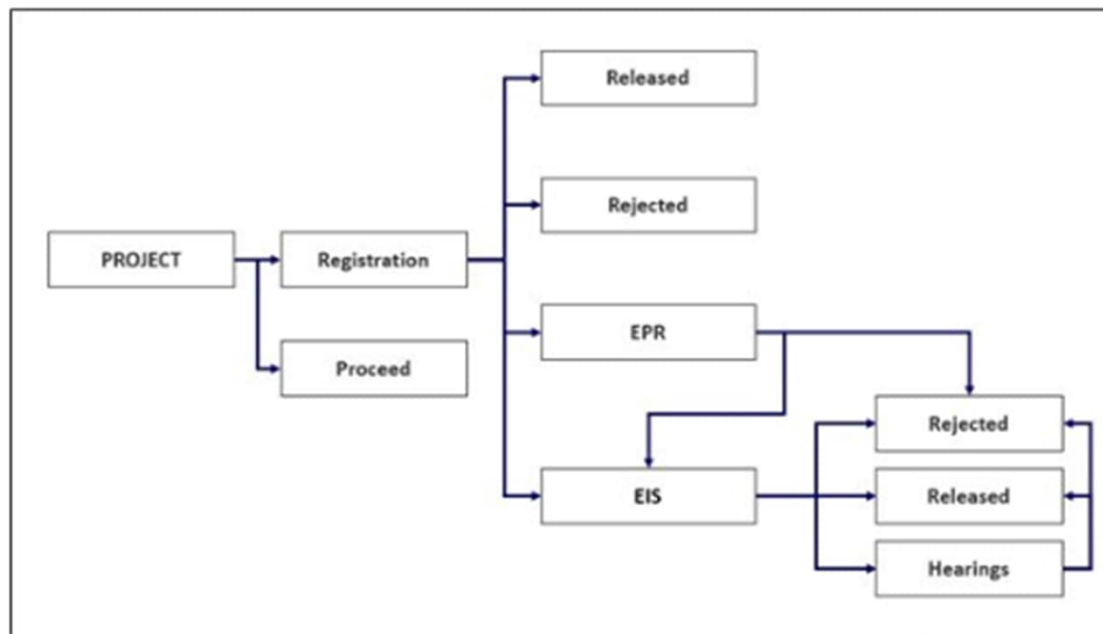 Released
Rejected
PROJECT
Registration
EPR
Proceed
Rejected
EIS
Released
Hearings